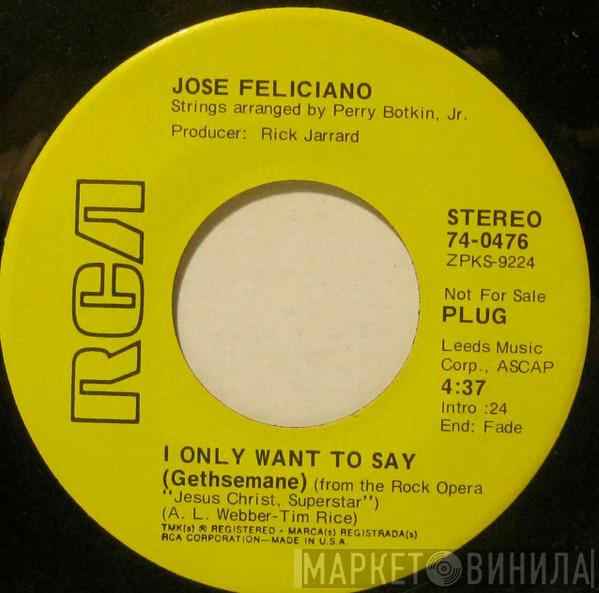 JOSE FELICIANO
Strings arranged by Perry Botkin, Jr.
Producer: Rick Jarrard
RCA
STEREO
74-0476
ZPKS-9224
Not For Sale
PLUG
Leeds Music
Corp., ASCAP
4:37
Intro :24
End: Fade
I ONLY WANT TO SAY
(Gethsemane) (from the Rock Opera
"Jesus Christ, Superstar")
(A. L. Webber-Tim Rice)
TMK(s) ® REGISTERED • MARCA(s) REGISTRADA(s)
RCA CORPORATION—MADE IN U.S.A.
МАРКЕТ ВИНИЛА